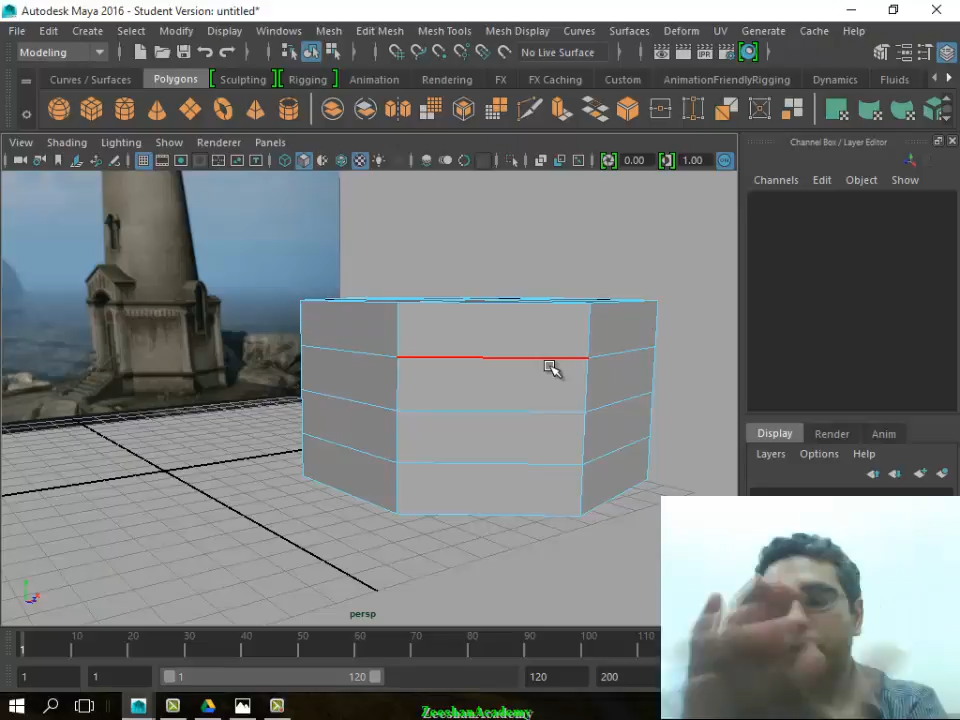 Autodesk Maya 2016 - Student Version: untitled*
File Edit Create Select Modify Display Windows Mesh Edit Mesh Mesh Tools Mesh Display Curves Surfaces Deform UV Generate Cache Help
Modeling No Live Surface
Curves / Surfaces Polygons Sculpting Rigging Animation Rendering FX FX Caching Custom AnimationFriendlyRigging Dynamics Fluids
View Shading Lighting Show Renderer Panels
0.00 1.00
Channel Box / Layer Editor
Channels Edit Object Show
persp
Display Render Anim
Layers Options Help
1 10 20 30 40 50 60 70 80 90 100 110
1 1 1 120 120 200
ZeeshanAcademy